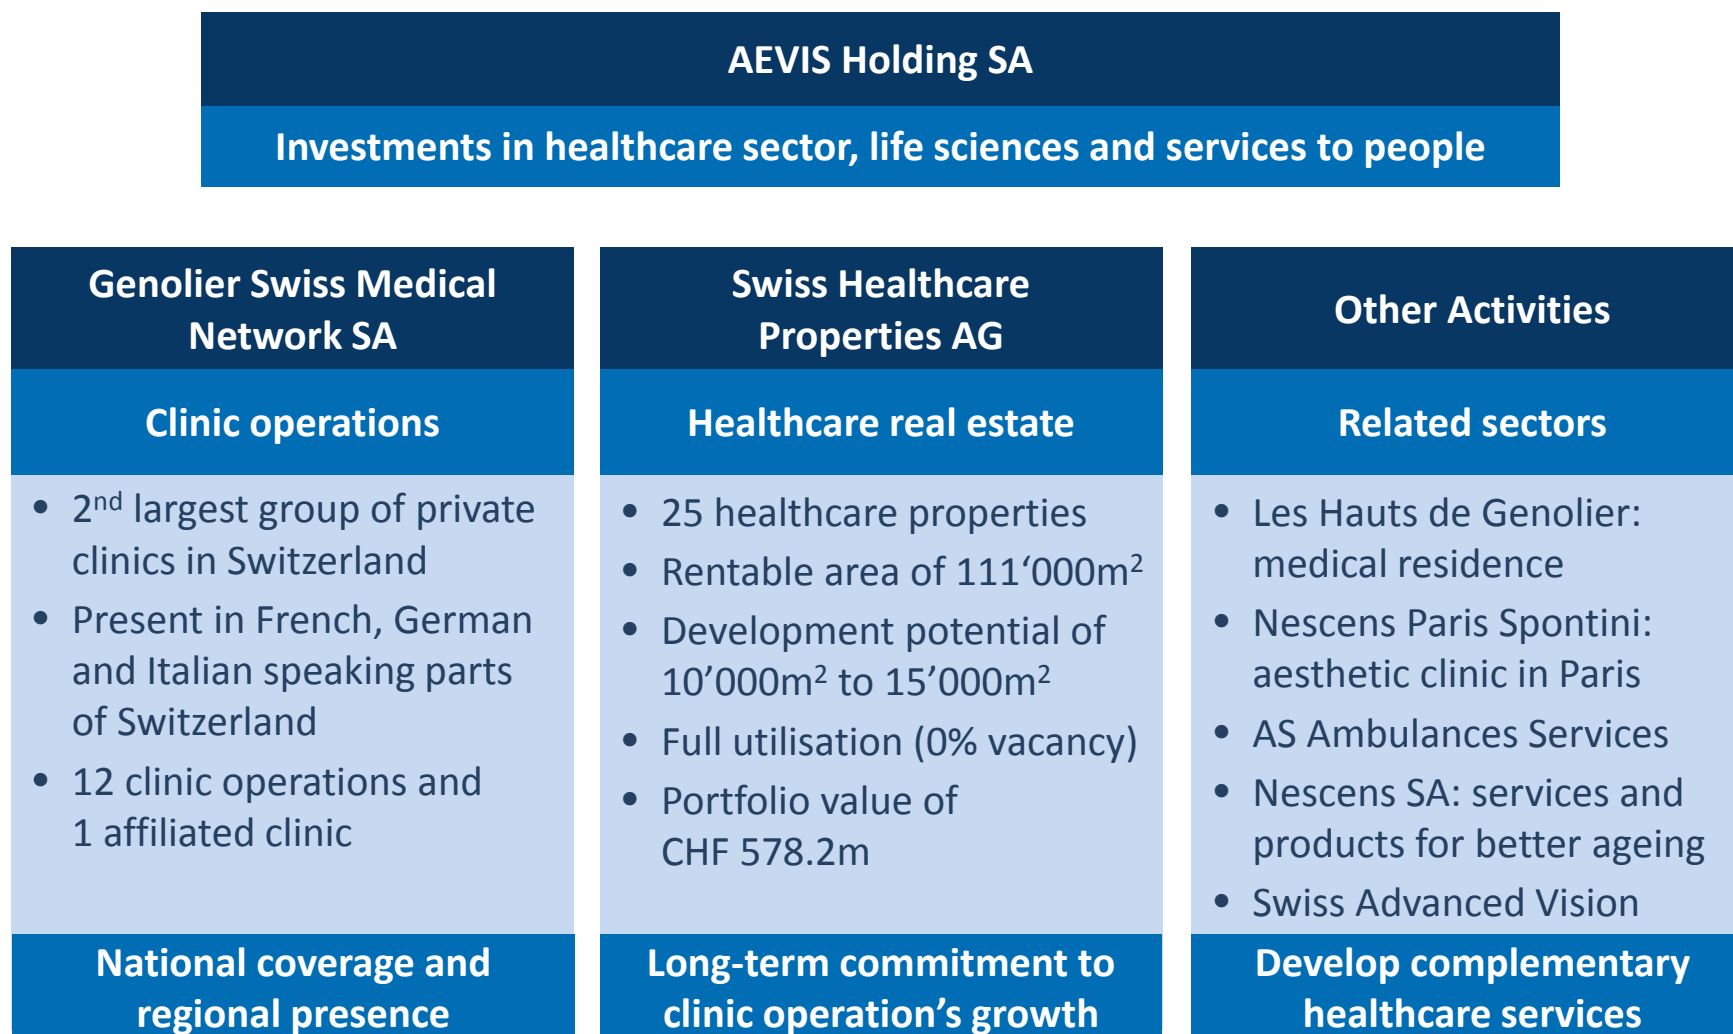 AEVIS Holding SA
Investments in healthcare sector, life sciences and services to people
Genolier Swiss Medical
Network SA
Clinic operations
• 2nd largest group of private
clinics in Switzerland
• Present in French, German
and Italian speaking parts
of Switzerland
• 12 clinic operations and
1 affiliated clinic
National coverage and
regional presence
Swiss Healthcare
Properties AG
Healthcare real estate
• 25 healthcare properties
• Rentable area of 111‘000m²
• Development potential of
10’000m² to 15’000m²
• Full utilisation (0% vacancy)
• Portfolio value of
CHF 578.2m
Long-term commitment to
clinic operation’s growth
Other Activities
Related sectors
• Les Hauts de Genolier:
medical residence
• Nescens Paris Spontini:
aesthetic clinic in Paris
• AS Ambulances Services
• Nescens SA: services and
products for better ageing
• Swiss Advanced Vision
Develop complementary
healthcare services